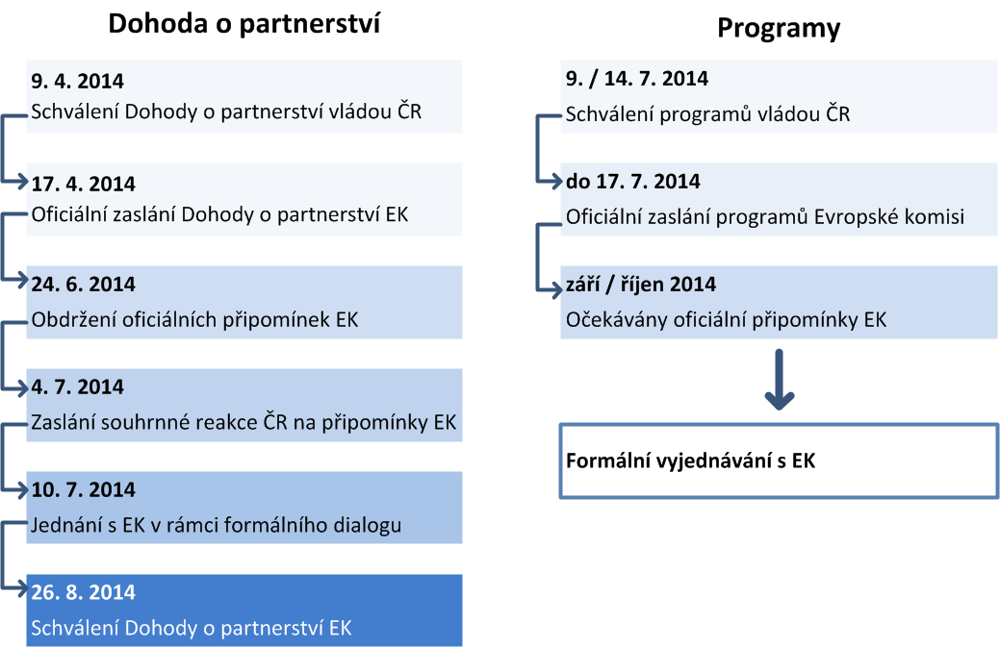 Dohoda o partnerství
9. 4. 2014
Schválení Dohody o partnerství vládou ČR
17. 4. 2014
Oficiální zaslání Dohody o partnerství EK
24. 6. 2014
Obdržení oficiálních připomínek EK
4. 7. 2014
Zaslání souhrnné reakce ČR na připomínky EK
10. 7. 2014
Jednání s EK v rámci formálního dialogu
26. 8. 2014
Schválení Dohody o partnerství EK
Programy
9. / 14. 7. 2014
Schválení programů vládou ČR
do 17. 7. 2014
Oficiální zaslání programů Evropské komisi
září / říjen 2014
Očekávány oficiální připomínky EK
Formální vyjednávání s EK